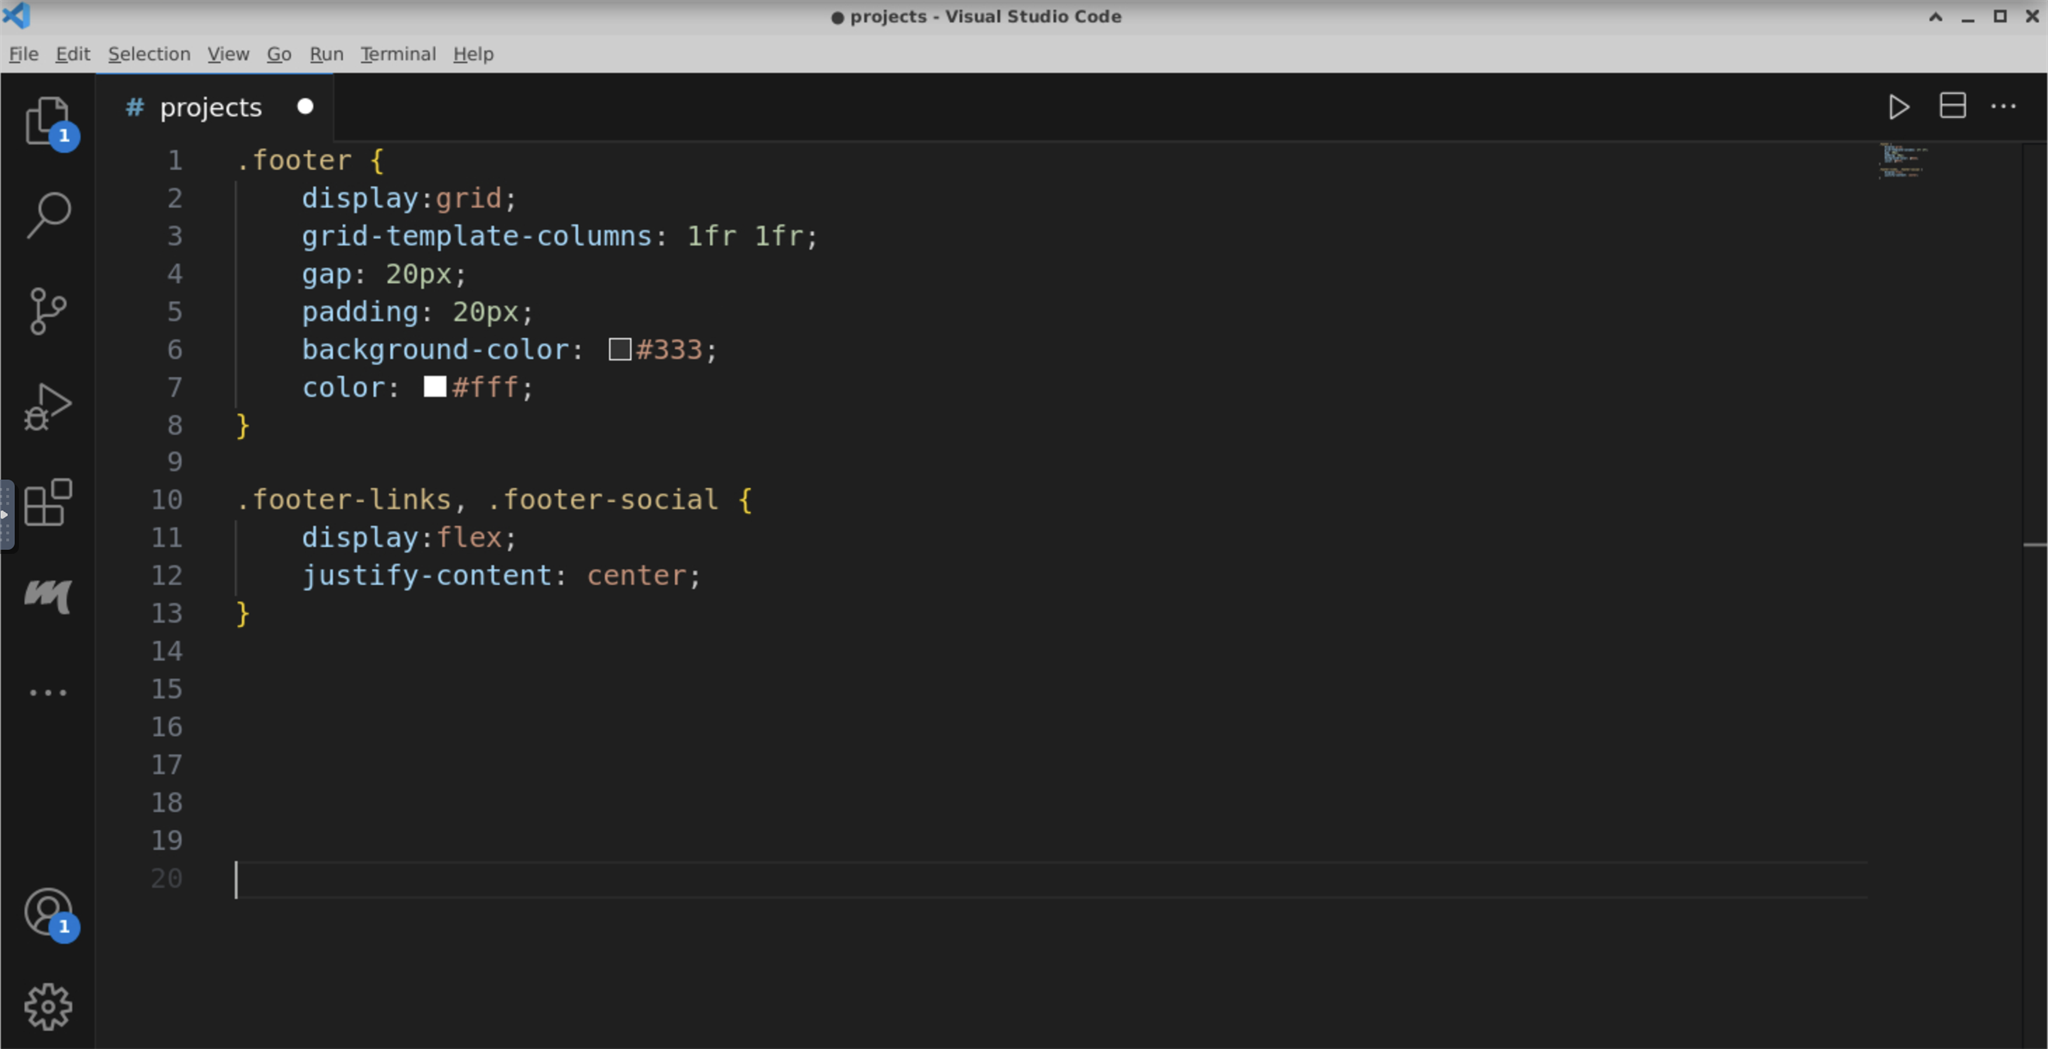 projects - Visual Studio Code
File Edit Selection View Go Run Terminal Help
# projects
1 .footer {
2     display:grid;
3     grid-template-columns: 1fr 1fr;
4     gap: 20px;
5     padding: 20px;
6     background-color: #333;
7     color: #fff;
8 }
9
10 .footer-links, .footer-social {
11     display:flex;
12     justify-content: center;
13 }
14
15
16
17
18
19
20
1
1